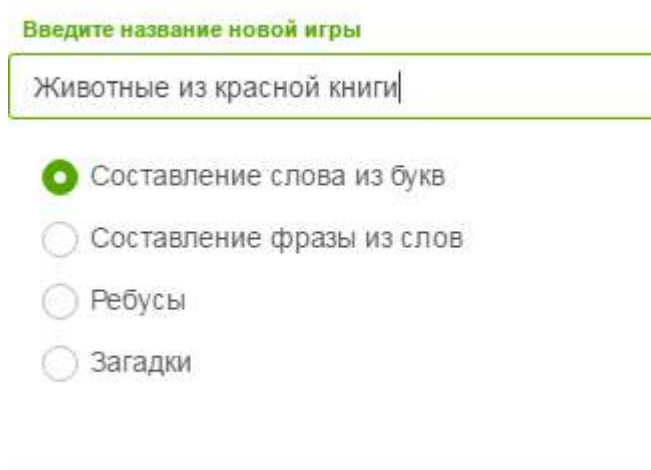 Введите название новой игры
Животные из красной книги
Составление слова из букв
Составление фразы из слов
Ребусы
Загадки